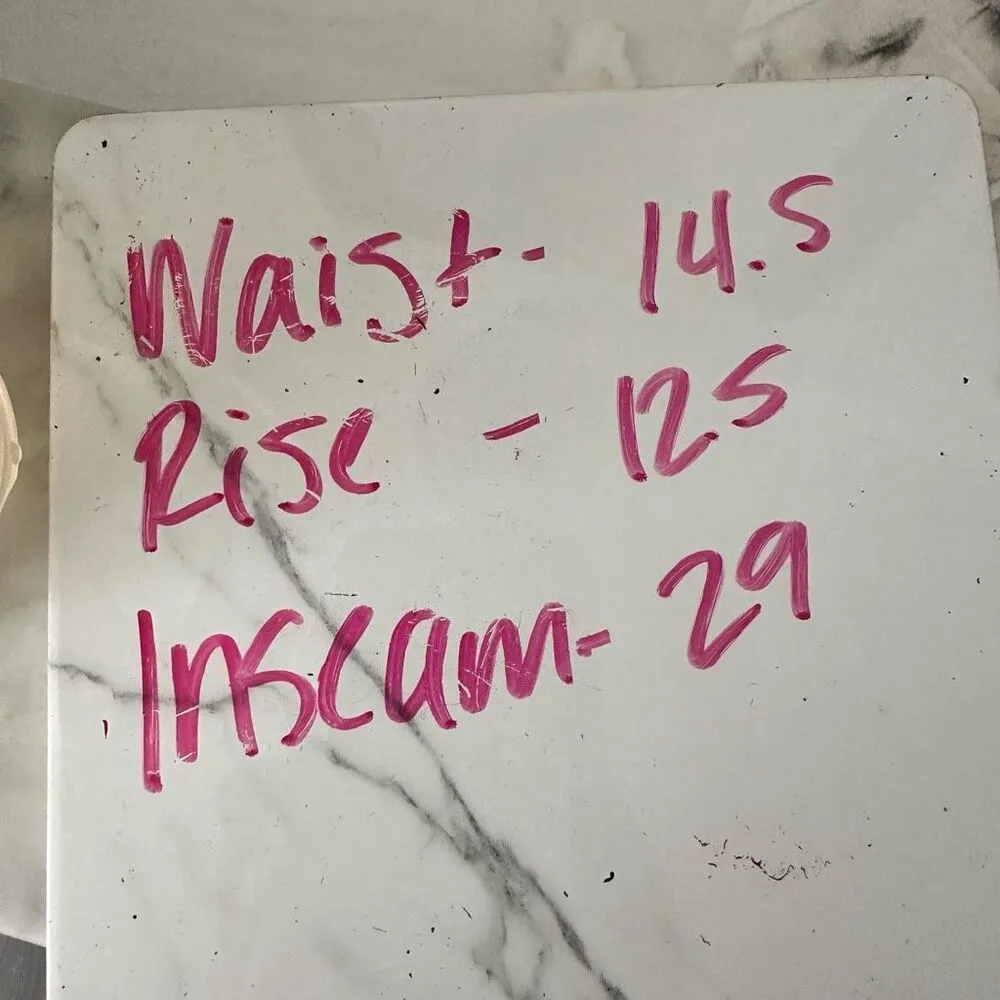 Waist- 14.5
Rise - 12.5
Inseam- 29